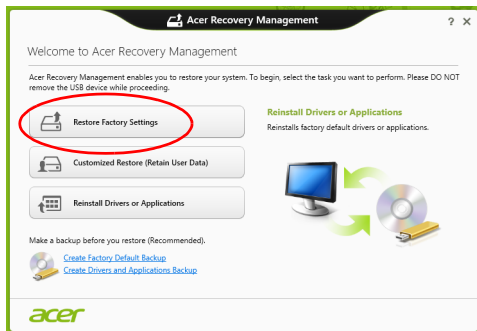 Acer Recovery Management
? ×
Welcome to Acer Recovery Management
Acer Recovery Management enables you to restore your system. To begin, select the task you want to perform. Please DO NOT
remove the USB device while proceeding.
Restore Factory Settings
Customized Restore (Retain User Data)
Reinstall Drivers or Applications
Reinstall Drivers or Applications
Reinstalls factory default drivers or applications.
Make a backup before you restore (Recommended).
Create Factory Default Backup
Create Drivers and Applications Backup
acer